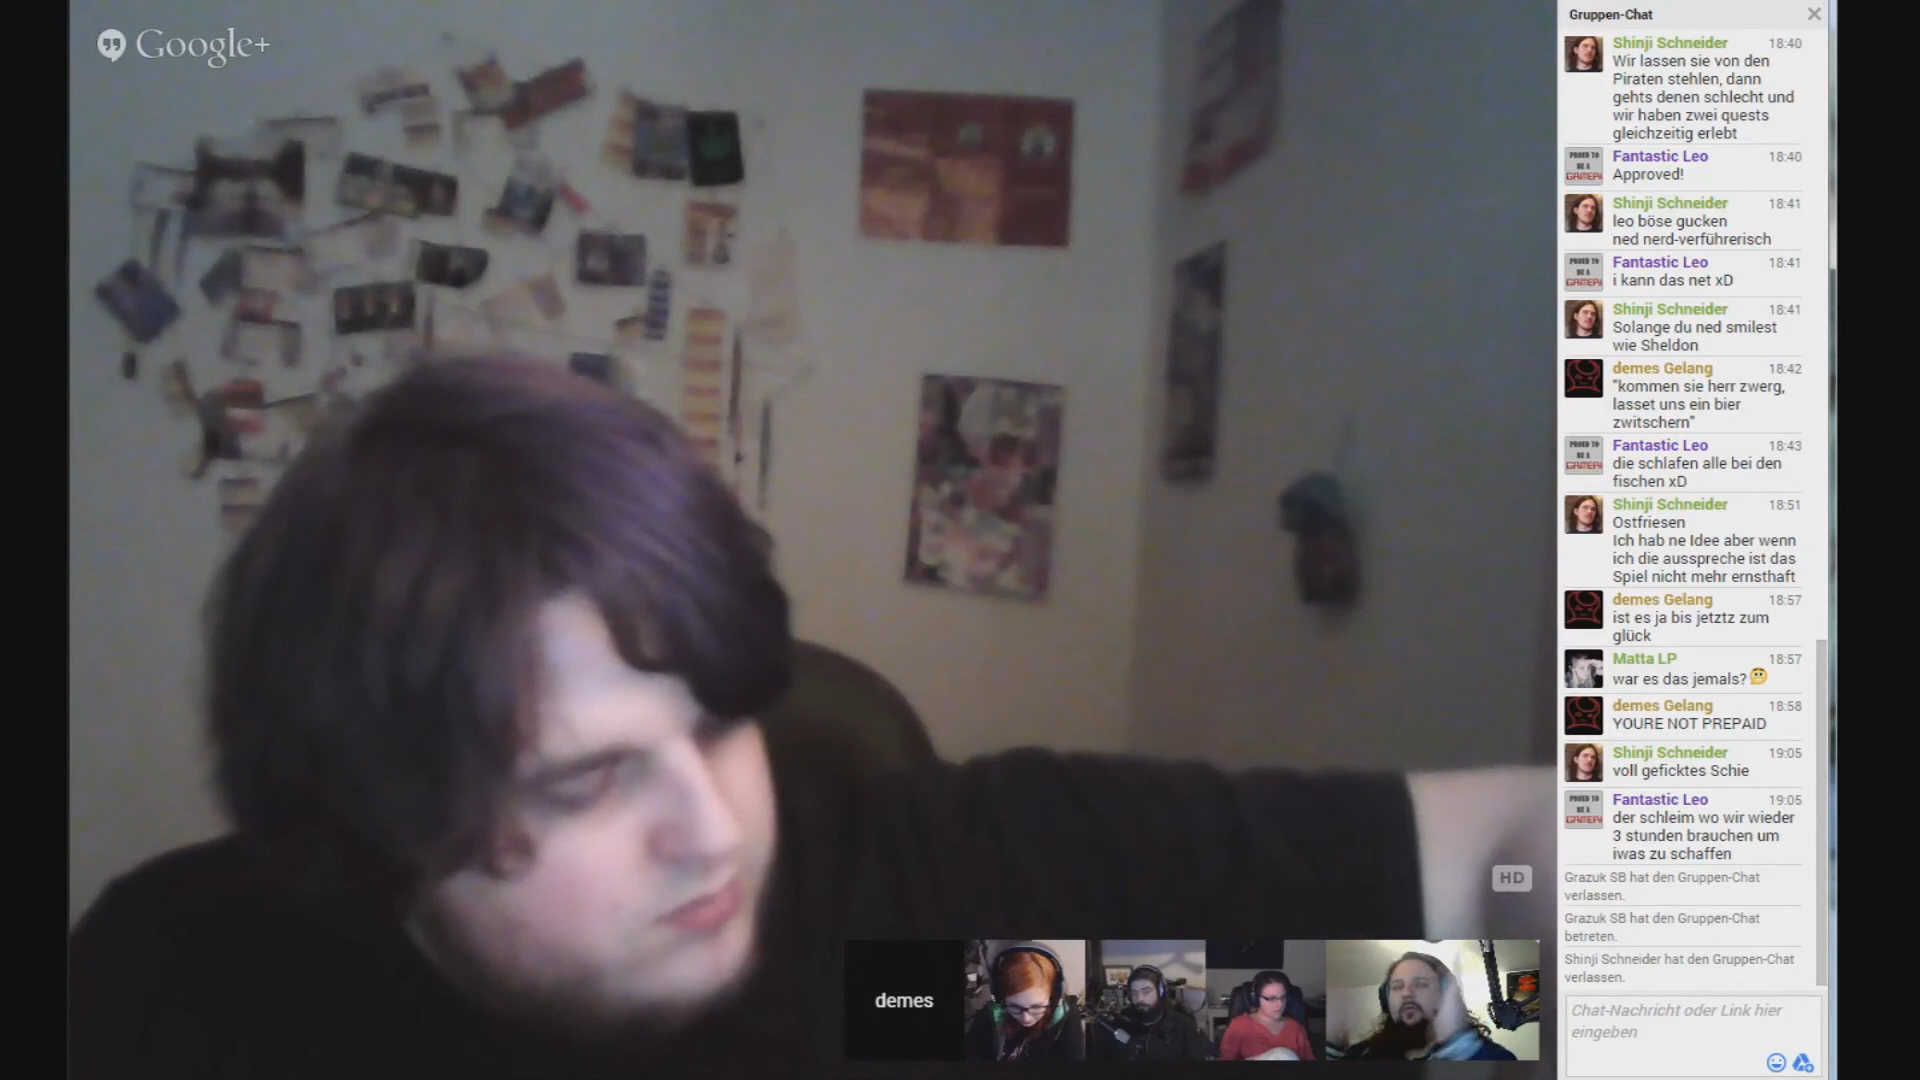 Google+
Gruppen-Chat
Shinji Schneider 18:40
Wir lassen sie von den
Piraten stehlen, dann
gehts denen schlecht und
wir haben zwei quests
gleichzeitig erlebt
PROUD TO
BE A
GAMER
Fantastic Leo 18:40
Approved!
Shinji Schneider 18:41
leo böse gucken
ned nerd-verführerisch
Fantastic Leo 18:41
i kann das net xD
Shinji Schneider 18:41
Solange du ned smilest
wie Sheldon
demes Gelang 18:42
"kommen sie herr zwerg,
lasset uns ein bier
zwitschern"
Fantastic Leo 18:43
die schlafen alle bei den
fischen xD
Shinji Schneider 18:51
Ostfriesen
Ich hab ne Idee aber wenn
ich die ausspreche ist das
Spiel nicht mehr ernsthaft
demes Gelang 18:57
ist es ja bis jetztz zum
glück
Matta LP 18:57
war es das jemals?
demes Gelang 18:58
YOURE NOT PREPAID
Shinji Schneider 19:05
voll geficktes Schie
Fantastic Leo 19:05
der schleim wo wir wieder
3 stunden brauchen um
iwas zu schaffen
Grazuk SB hat den Gruppen-Chat
verlassen.
Grazuk SB hat den Gruppen-Chat
betreten.
Shinji Schneider hat den Gruppen-Chat
verlassen.
Chat-Nachricht oder Link hier
eingeben
HD
demes